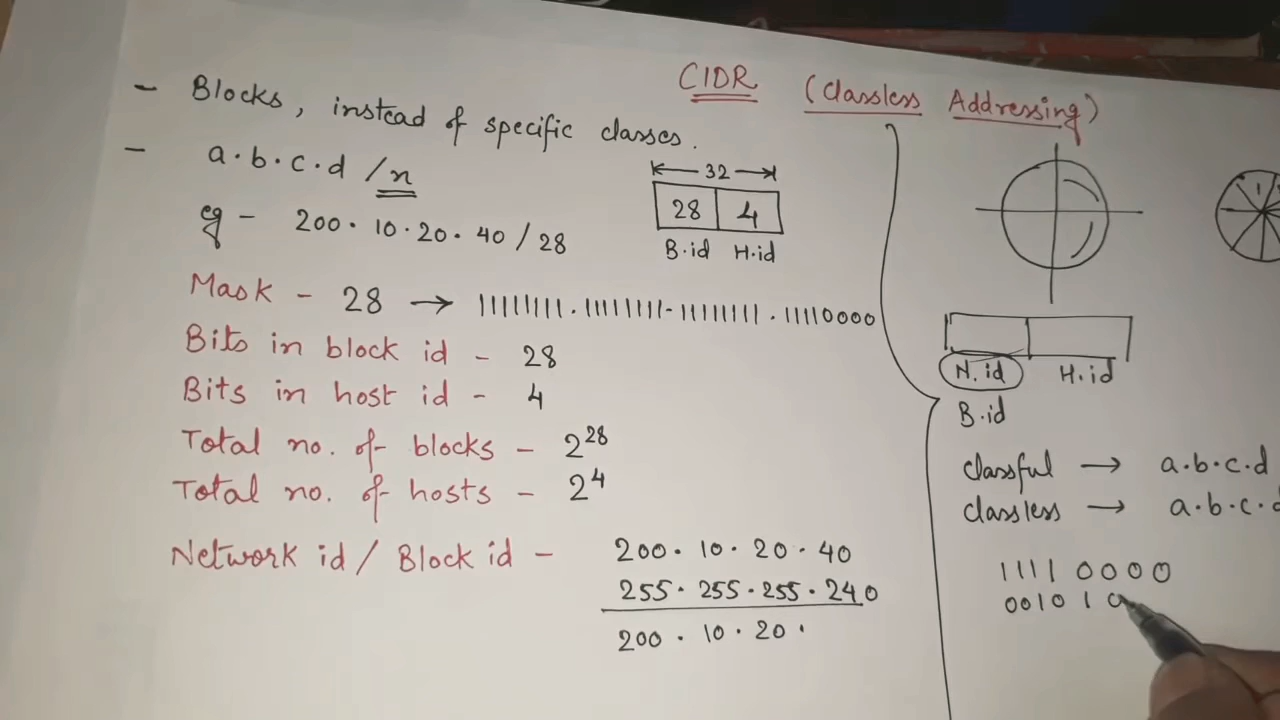 CIDR (Classless Addressing)
- Blocks, instead of specific classes.
- a.b.c.d /n
eg - 200.10.20.40/28
32
28 4
B.id H.id
Mask - 28 → 11111111.11111111.11111111.11110000
Bits in block id - 28
Bits in host id - 4
Total no. of blocks - 2^28
Total no. of hosts - 2^4
Network id / Block id - 200.10.20.40
255.255.255.240
200.10.20.
N.id H.id
B.id
classful → a.b.c.d
classless → a.b.c.d
1111 0000
0010 1